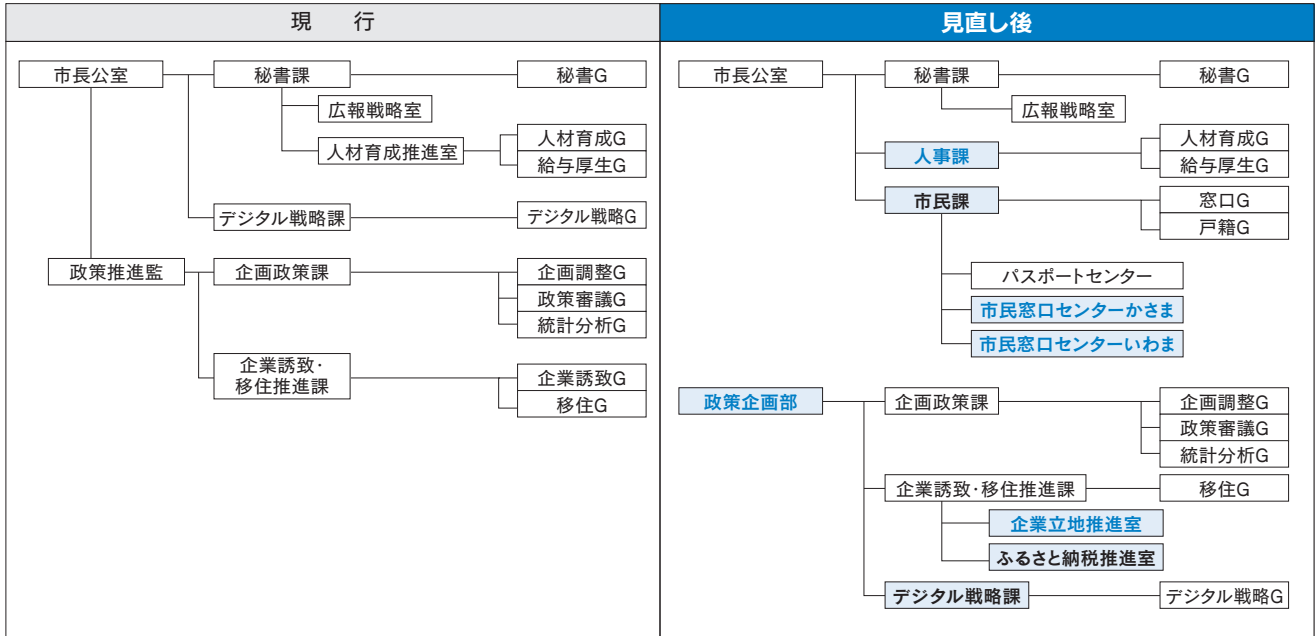 現　行
市長公室
秘書課
秘書G
広報戦略室
人材育成推進室
人材育成G
給与厚生G
デジタル戦略課
デジタル戦略G
政策推進監
企画政策課
企画調整G
政策審議G
統計分析G
企業誘致・
移住推進課
企業誘致G
移住G
見直し後
市長公室
秘書課
秘書G
広報戦略室
人事課
人材育成G
給与厚生G
市民課
窓口G
戸籍G
パスポートセンター
市民窓口センターかさま
市民窓口センターいわま
政策企画部
企画政策課
企画調整G
政策審議G
統計分析G
企業誘致・移住推進課
移住G
企業立地推進室
ふるさと納税推進室
デジタル戦略課
デジタル戦略G